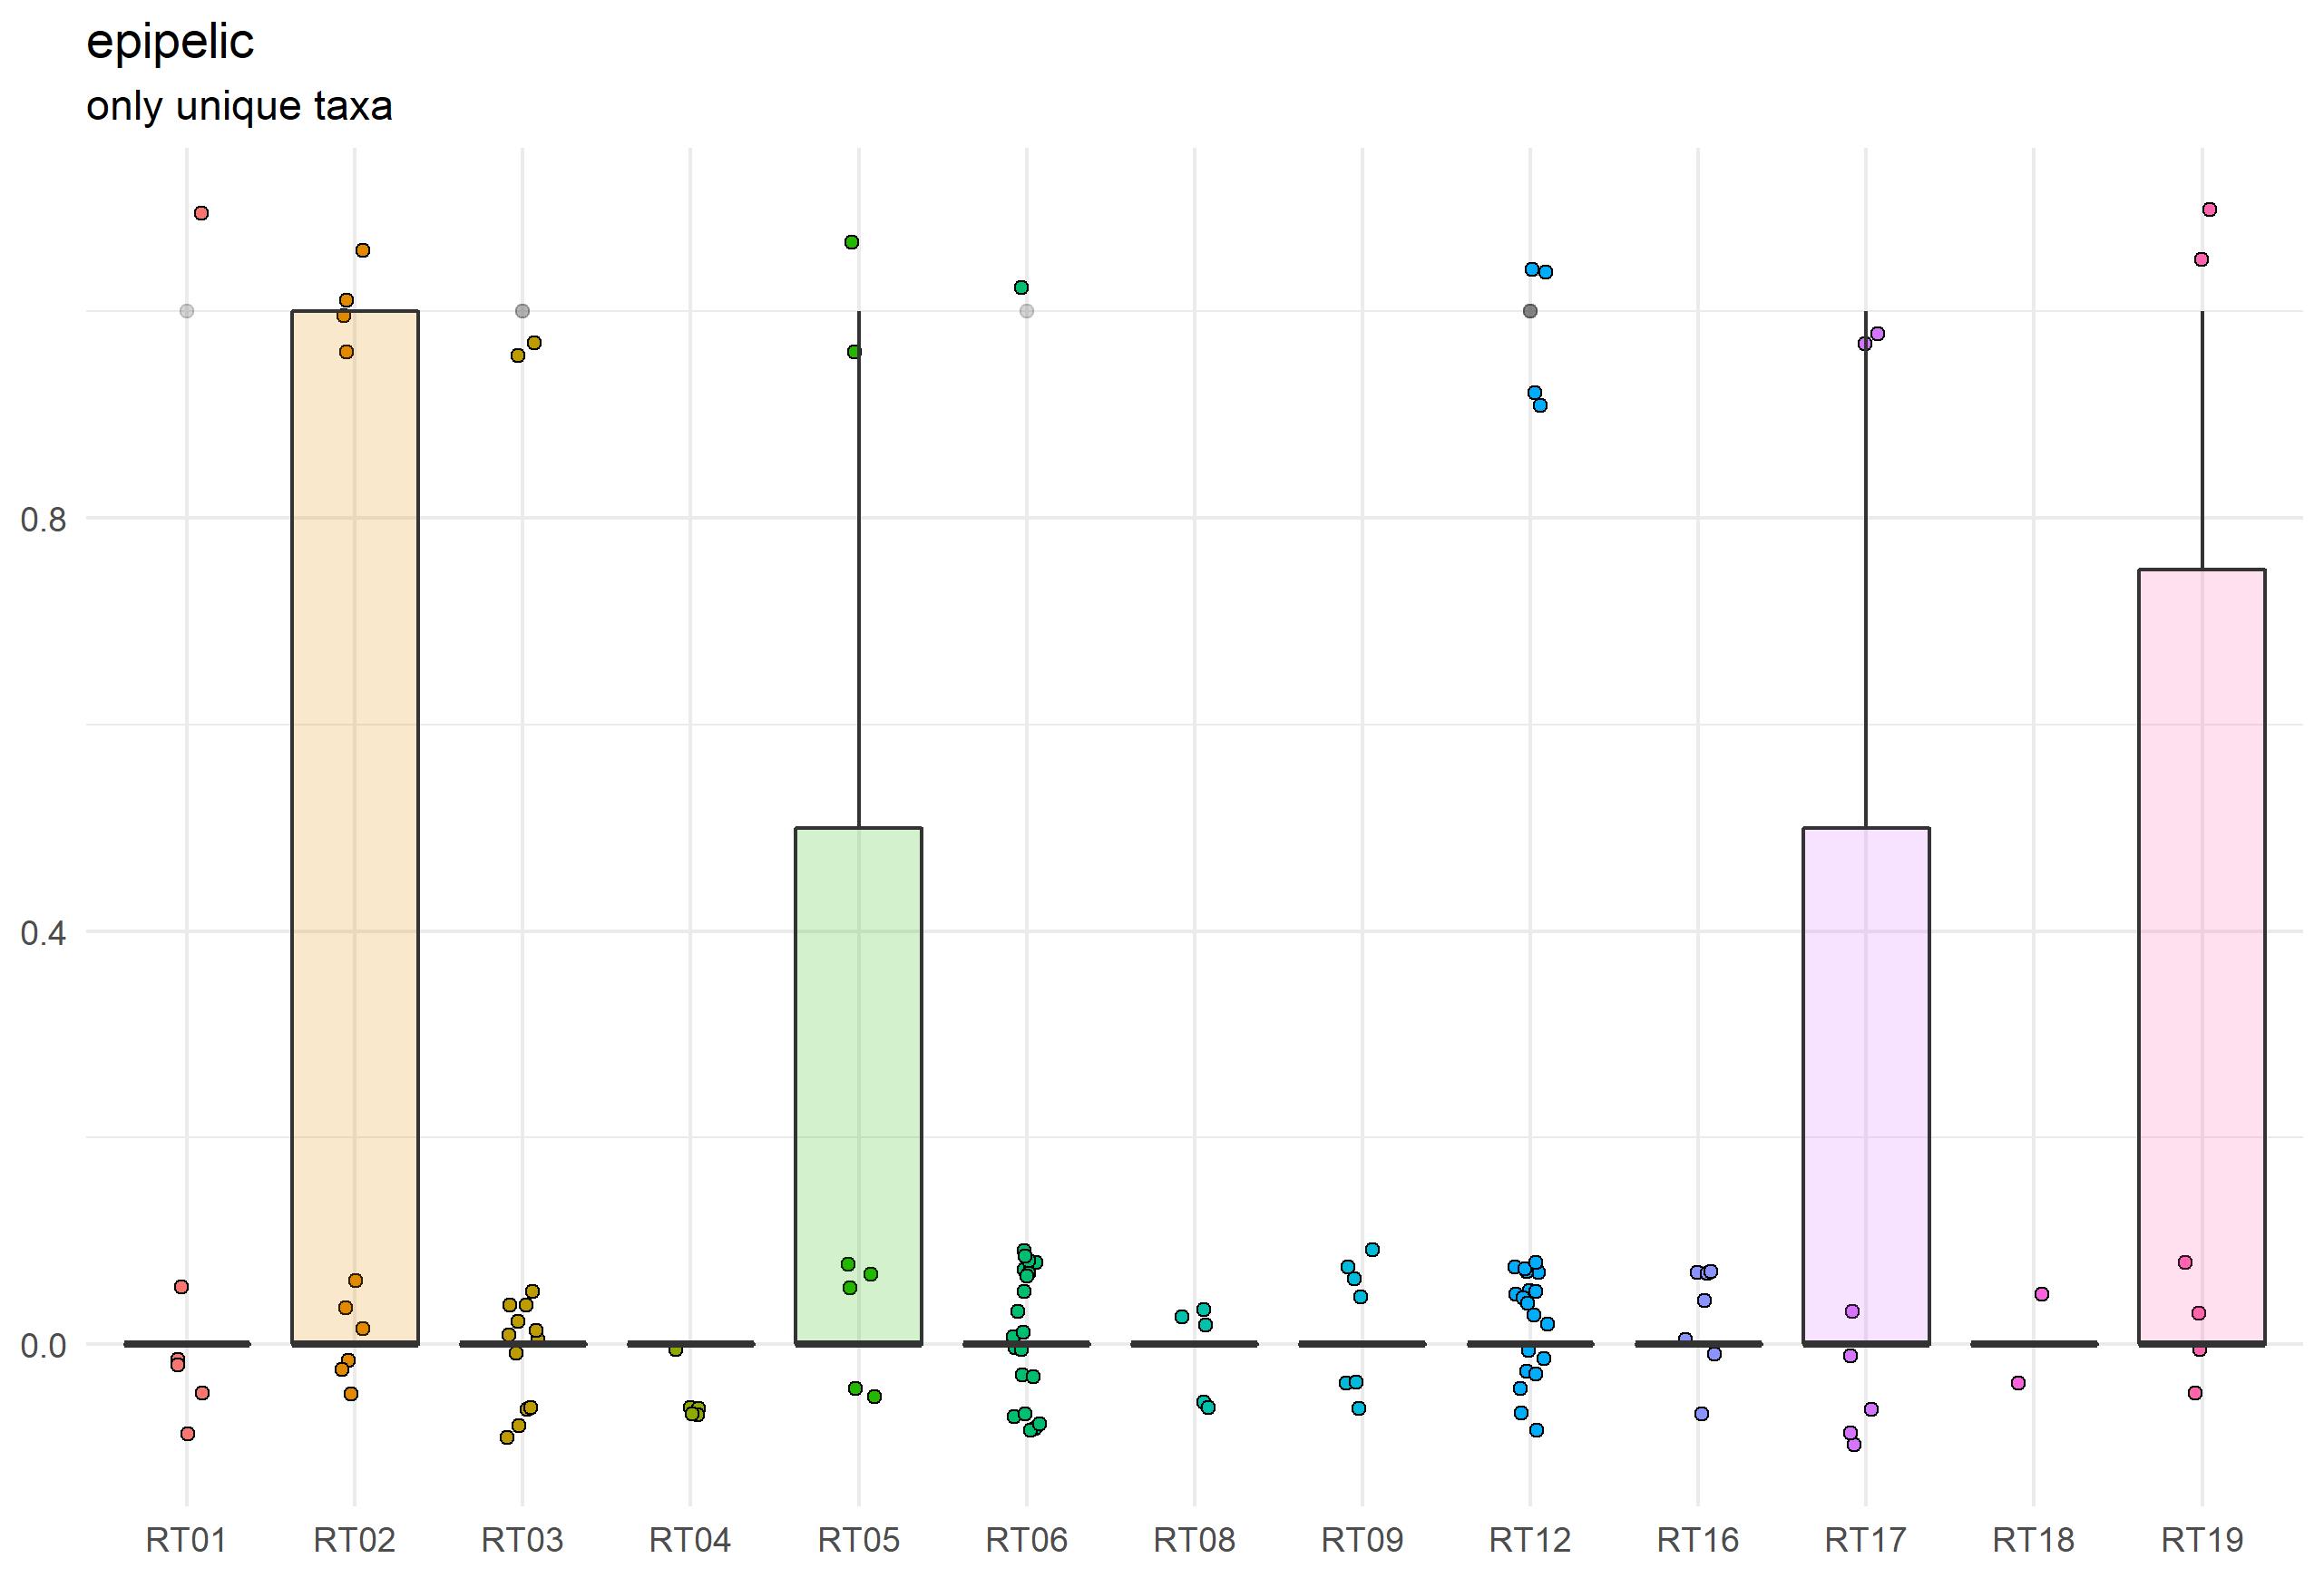 epipelic
only unique taxa
0.8
0.4
0.0
RT01 RT02 RT03 RT04 RT05 RT06 RT08 RT09 RT12 RT16 RT17 RT18 RT19